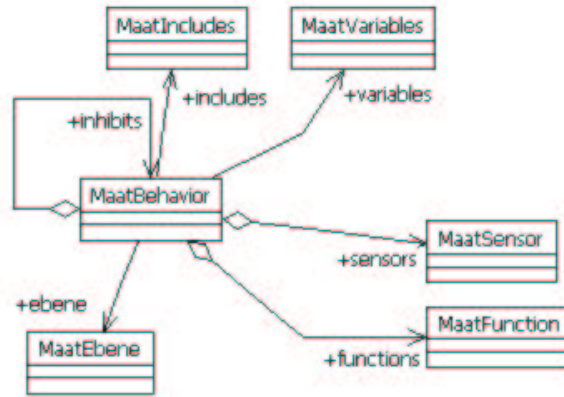 MaatIncludes
MaatVariables
+includes
+variables
+inhibits
MaatBehavior
MaatSensor
+sensors
+ebene
MaatFunction
MaatEbene
+functions